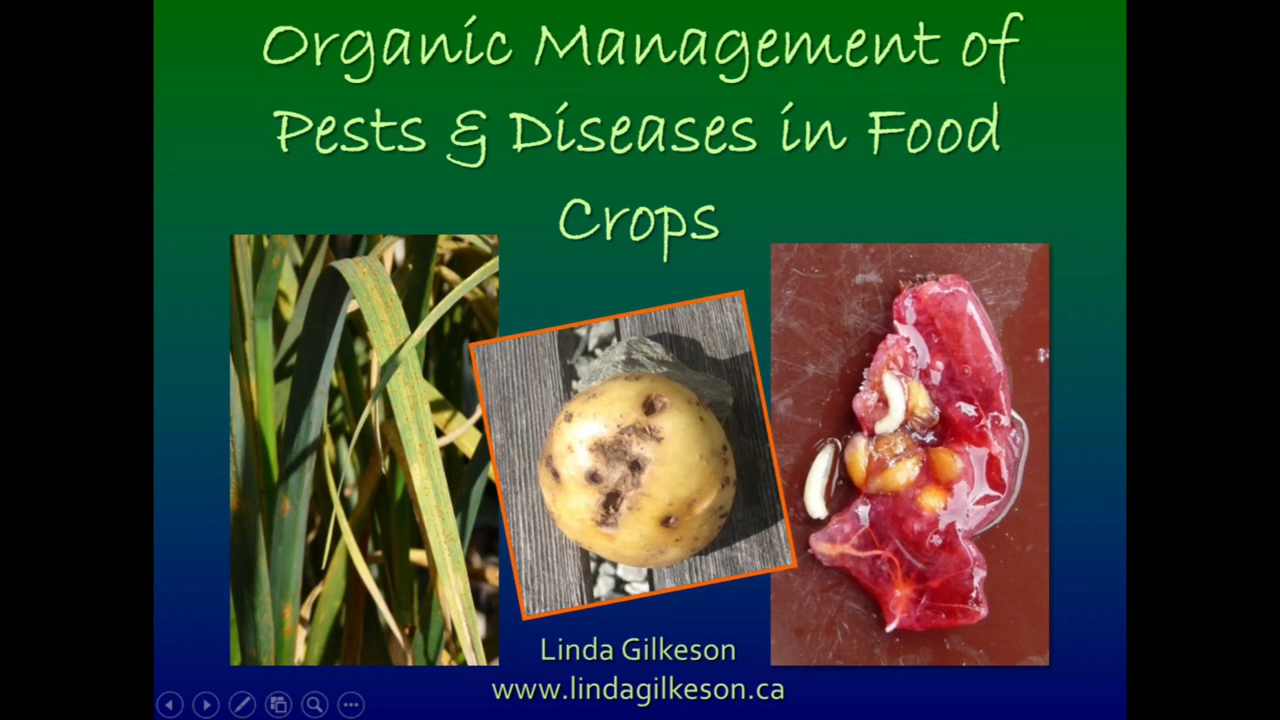 Organic Management of
Pests & Diseases in Food
Crops
Linda Gilkeson
www.lindagilkeson.ca